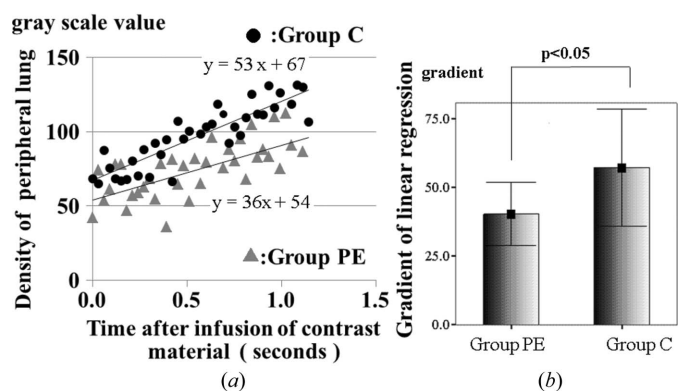 gray scale value
●:Group C
y = 53 x + 67
Density of peripheral lung
150
100
50
0
y = 36x + 54
▲:Group PE
0.0 0.5 1.0 1.5
Time after infusion of contrast
material ( seconds )
(a)
p<0.05
gradient
Gradient of linear regression
75.0
50.0
25.0
0.0
Group PE Group C
(b)